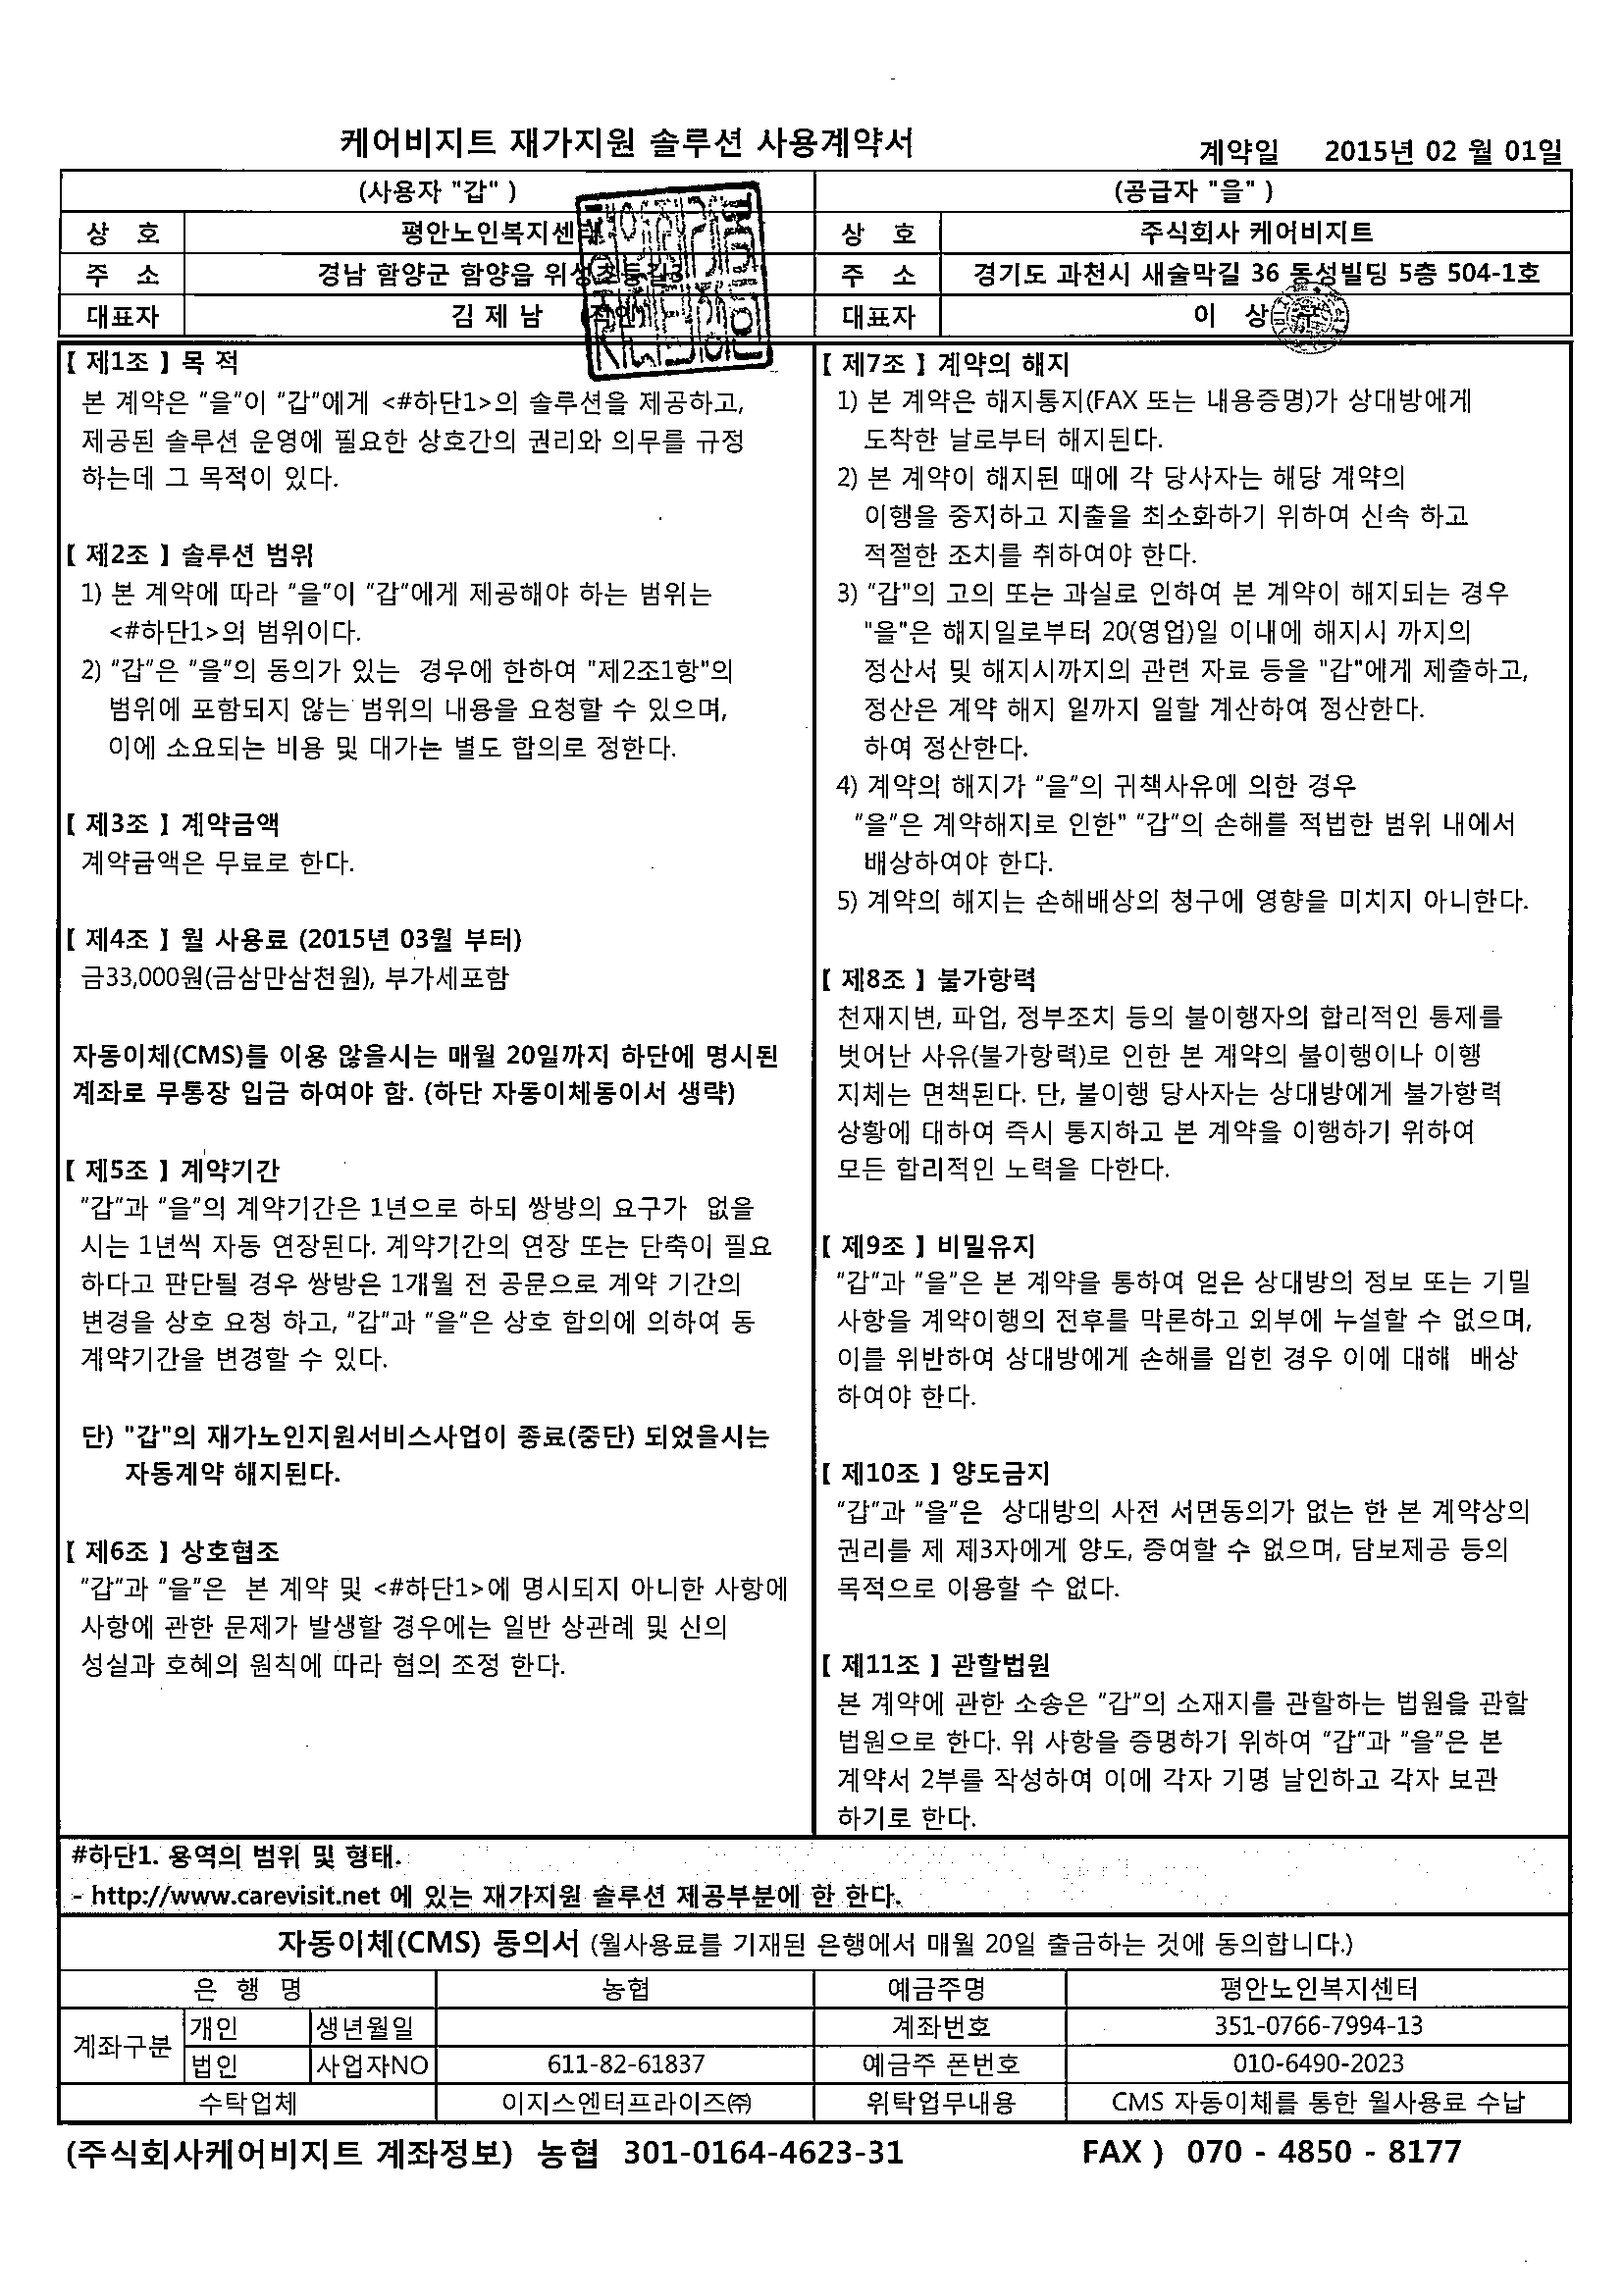 케어비지트 재가지원 솔루션 사용계약서
계약일 2015년 02 월 01일
(사용자 "갑" )
(공급자 "을" )
상 호 평안노인복지센터
상 호 주식회사 케어비지트
주 소 경남 함양군 함양읍 위성초등길3
주 소 경기도 과천시 새술막길 36 동성빌딩 5층 504-1호
대표자 김 제 남 (직인)
대표자 이 상
【 제1조 】 목 적
본 계약은 "을"이 "갑"에게 <#하단1>의 솔루션을 제공하고,
제공된 솔루션 운영에 필요한 상호간의 권리와 의무를 규정
하는데 그 목적이 있다.
【 제2조 】 솔루션 범위
1) 본 계약에 따라 "을"이 "갑"에게 제공해야 하는 범위는
<#하단1>의 범위이다.
2) "갑"은 "을"의 동의가 있는 경우에 한하여 "제2조1항"의
범위에 포함되지 않는 범위의 내용을 요청할 수 있으며,
이에 소요되는 비용 및 대가는 별도 합의로 정한다.
【 제3조 】 계약금액
계약금액은 무료로 한다.
【 제4조 】 월 사용료 (2015년 03월 부터)
금33,000원(금삼만삼천원), 부가세포함
자동이체(CMS)를 이용 않을시는 매월 20일까지 하단에 명시된
계좌로 무통장 입금 하여야 함. (하단 자동이체동이서 생략)
【 제5조 】 계약기간
"갑"과 "을"의 계약기간은 1년으로 하되 쌍방의 요구가 없을
시는 1년씩 자동 연장된다. 계약기간의 연장 또는 단축이 필요
하다고 판단될 경우 쌍방은 1개월 전 공문으로 계약 기간의
변경을 상호 요청 하고, "갑"과 "을"은 상호 합의에 의하여 동
계약기간을 변경할 수 있다.
단) "갑"의 재가노인지원서비스사업이 종료(중단) 되었을시는
자동계약 해지된다.
【 제6조 】 상호협조
"갑"과 "을"은 본 계약 및 <#하단1>에 명시되지 아니한 사항에
사항에 관한 문제가 발생할 경우에는 일반 상관례 및 신의
성실과 호혜의 원칙에 따라 협의 조정 한다.
【 제7조 】 계약의 해지
1) 본 계약은 해지통지(FAX 또는 내용증명)가 상대방에게
도착한 날로부터 해지된다.
2) 본 계약이 해지된 때에 각 당사자는 해당 계약의
이행을 중지하고 지출을 최소화하기 위하여 신속 하고
적절한 조치를 취하여야 한다.
3) "갑"의 고의 또는 과실로 인하여 본 계약이 해지되는 경우
"을"은 해지일로부터 20(영업)일 이내에 해지시 까지의
정산서 및 해지시까지의 관련 자료 등을 "갑"에게 제출하고,
정산은 계약 해지 일까지 일할 계산하여 정산한다.
하여 정산한다.
4) 계약의 해지가 "을"의 귀책사유에 의한 경우
"을"은 계약해지로 인한" "갑"의 손해를 적법한 범위 내에서
배상하여야 한다.
5) 계약의 해지는 손해배상의 청구에 영향을 미치지 아니한다.
【 제8조 】 불가항력
천재지변, 파업, 정부조치 등의 불이행자의 합리적인 통제를
벗어난 사유(불가항력)로 인한 본 계약의 불이행이나 이행
지체는 면책된다. 단, 불이행 당사자는 상대방에게 불가항력
상황에 대하여 즉시 통지하고 본 계약을 이행하기 위하여
모든 합리적인 노력을 다한다.
【 제9조 】 비밀유지
"갑"과 "을"은 본 계약을 통하여 얻은 상대방의 정보 또는 기밀
사항을 계약이행의 전후를 막론하고 외부에 누설할 수 없으며,
이를 위반하여 상대방에게 손해를 입힌 경우 이에 대해 배상
하여야 한다.
【 제10조 】 양도금지
"갑"과 "을"은 상대방의 사전 서면동의가 없는 한 본 계약상의
권리를 제 제3자에게 양도, 증여할 수 없으며, 담보제공 등의
목적으로 이용할 수 없다.
【 제11조 】 관할법원
본 계약에 관한 소송은 "갑"의 소재지를 관할하는 법원을 관할
법원으로 한다. 위 사항을 증명하기 위하여 "갑"과 "을"은 본
계약서 2부를 작성하여 이에 각자 기명 날인하고 각자 보관
하기로 한다.
#하단1. 용역의 범위 및 형태.
- http://www.carevisit.net 에 있는 재가지원 솔루션 제공부분에 한 한다.
자동이체(CMS) 동의서 (월사용료를 기재된 은행에서 매월 20일 출금하는 것에 동의합니다.)
은 행 명 농협 예금주명 평안노인복지센터
계좌구분 개인 생년월일 계좌번호 351-0766-7994-13
법인 사업자NO 611-82-61837 예금주 폰번호 010-6490-2023
수탁업체 이지스엔터프라이즈㈜ 위탁업무내용 CMS 자동이체를 통한 월사용료 수납
(주식회사케어비지트 계좌정보) 농협 301-0164-4623-31 FAX ) 070 - 4850 - 8177